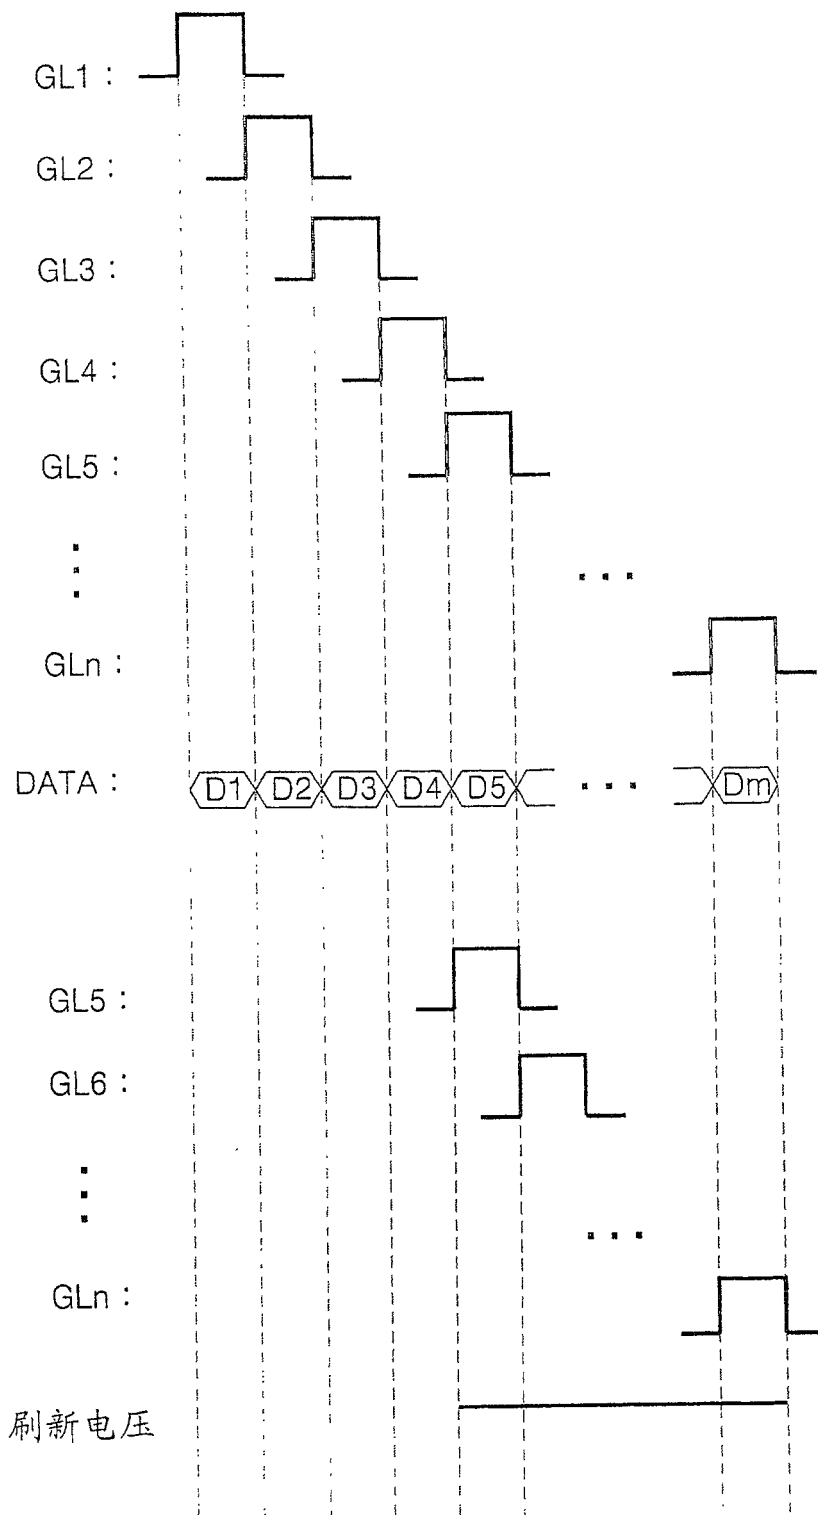 GL1 :
GL2 :
GL3 :
GL4 :
GL5 :
GLn :
DATA : D1 D2 D3 D4 D5 Dm
GL5 :
GL6 :
GLn :
刷新电压